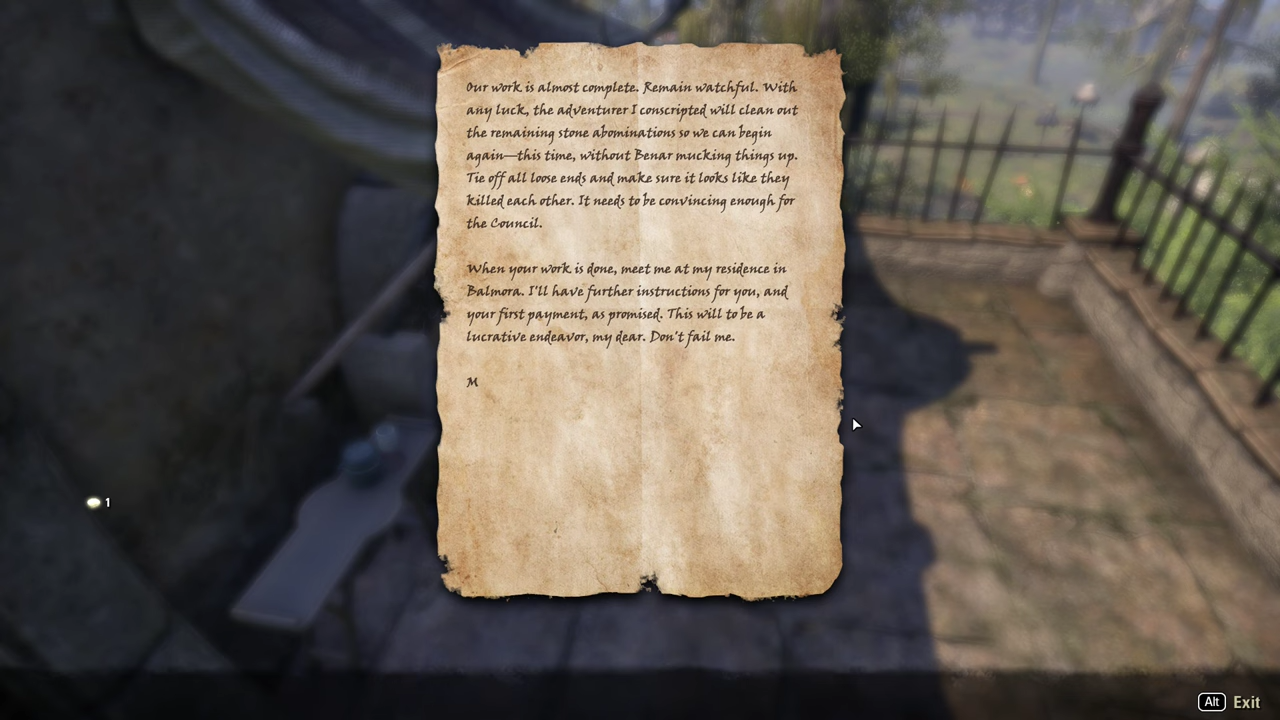 Our work is almost complete. Remain watchful. With
any luck, the adventurer I conscripted will clean out
the remaining stone abominations so we can begin
again—this time, without Benar mucking things up.
Tie off all loose ends and make sure it looks like they
killed each other. It needs to be convincing enough for
the Council.
When your work is done, meet me at my residence in
Balmora. I'll have further instructions for you, and
your first payment, as promised. This will to be a
lucrative endeavor, my dear. Don't fail me.
M
1
Alt Exit